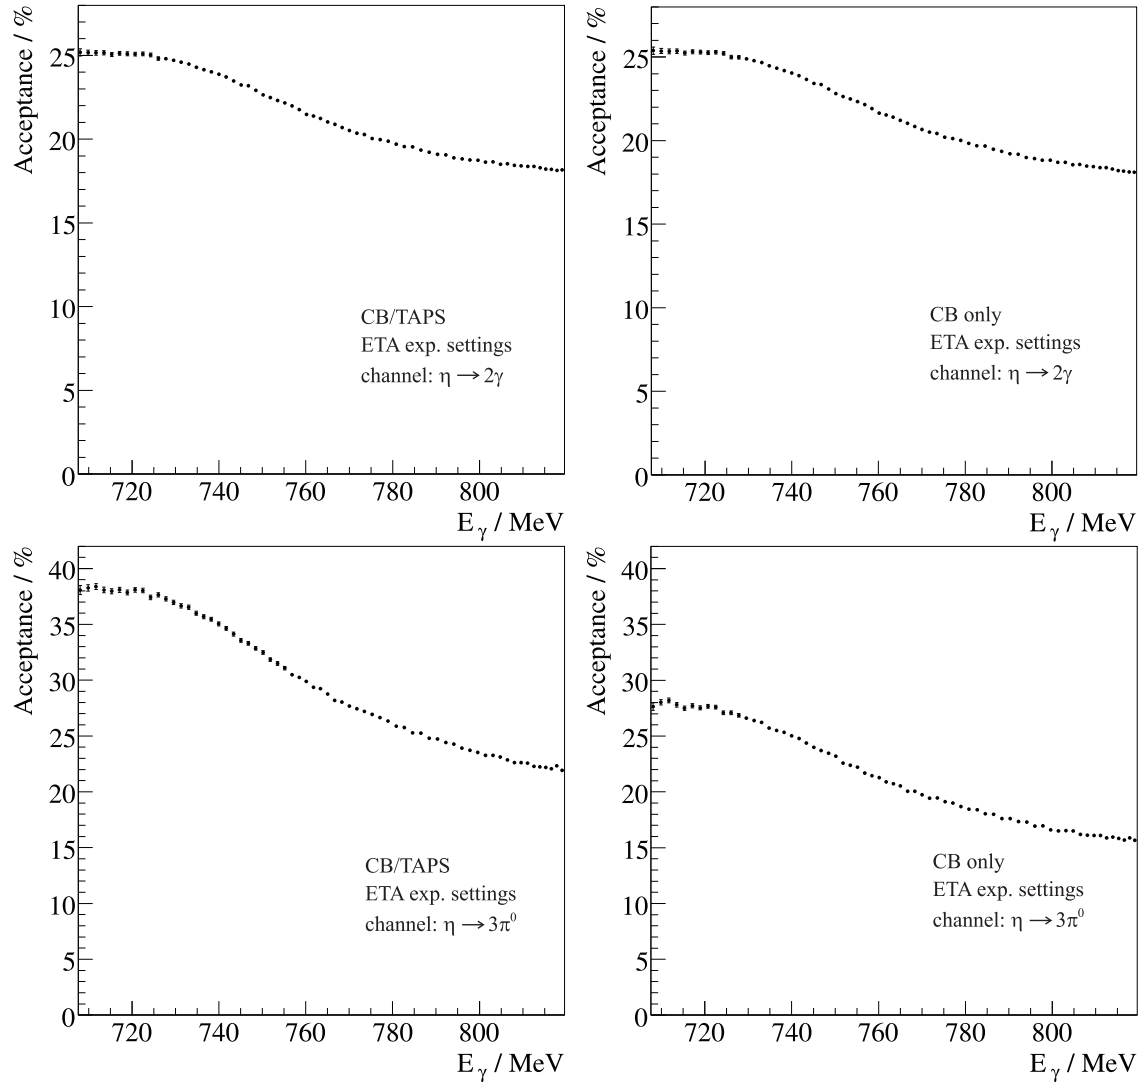 Acceptance / %
25
20
15
10
5
0
CB/TAPS
ETA exp. settings
channel: η → 2γ
720 740 760 780 800
E γ / MeV
Acceptance / %
25
20
15
10
5
0
CB only
ETA exp. settings
channel: η → 2γ
720 740 760 780 800
E γ / MeV
Acceptance / %
40
35
30
25
20
15
10
5
0
CB/TAPS
ETA exp. settings
channel: η → 3π⁰
720 740 760 780 800
E γ / MeV
Acceptance / %
40
35
30
25
20
15
10
5
0
CB only
ETA exp. settings
channel: η → 3π⁰
720 740 760 780 800
E γ / MeV